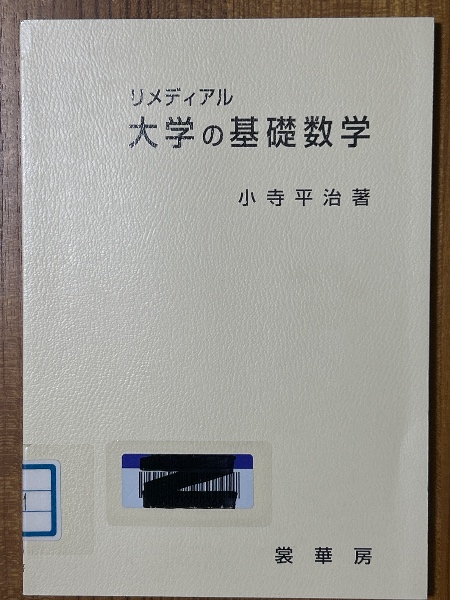 リメディアル
大学の基礎数学
小寺平治著
1
裳華房